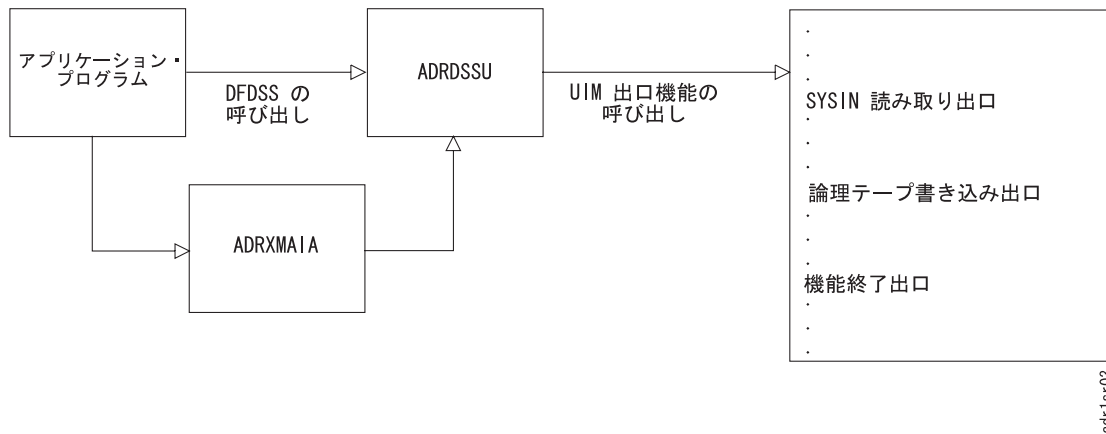 アプリケーション・
プログラム
DFDSS の
呼び出し
ADRDSSU
UIM 出口機能の
呼び出し
ADRXMAIA
.
.
.
SYSIN 読み取り出口
.
.
.
論理テープ書き込み出口
.
.
.
機能終了出口
.
.
.